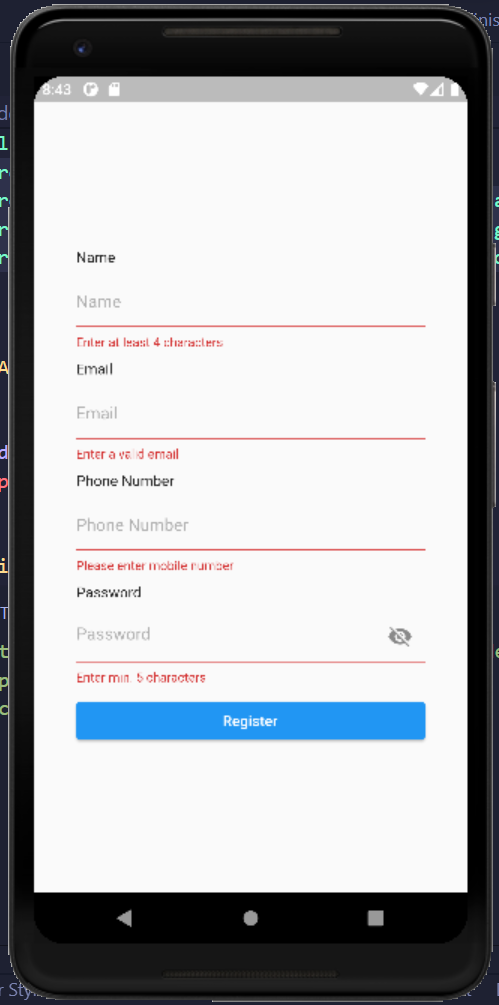 8:43
Name
Name
Enter at least 4 characters
Email
Email
Enter a valid email
Phone Number
Phone Number
Please enter mobile number
Password
Password
Enter min. 5 characters
Register